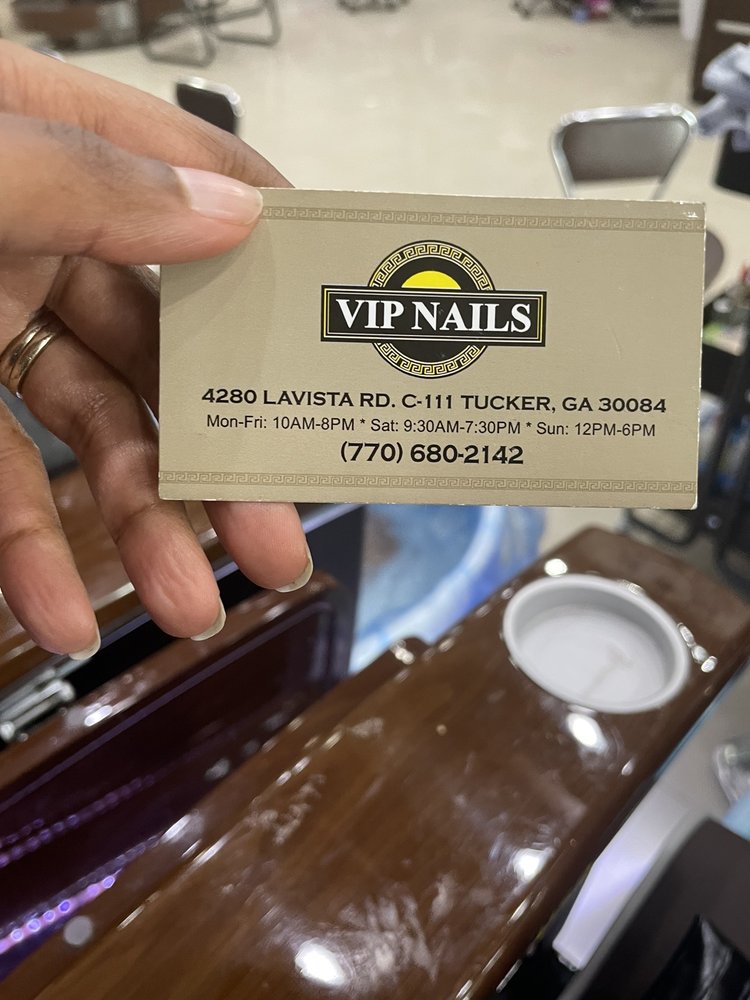 VIP NAILS
4280 LAVISTA RD. C-111 TUCKER, GA 30084
Mon-Fri: 10AM-8PM * Sat: 9:30AM-7:30PM * Sun: 12PM-6PM
(770) 680-2142